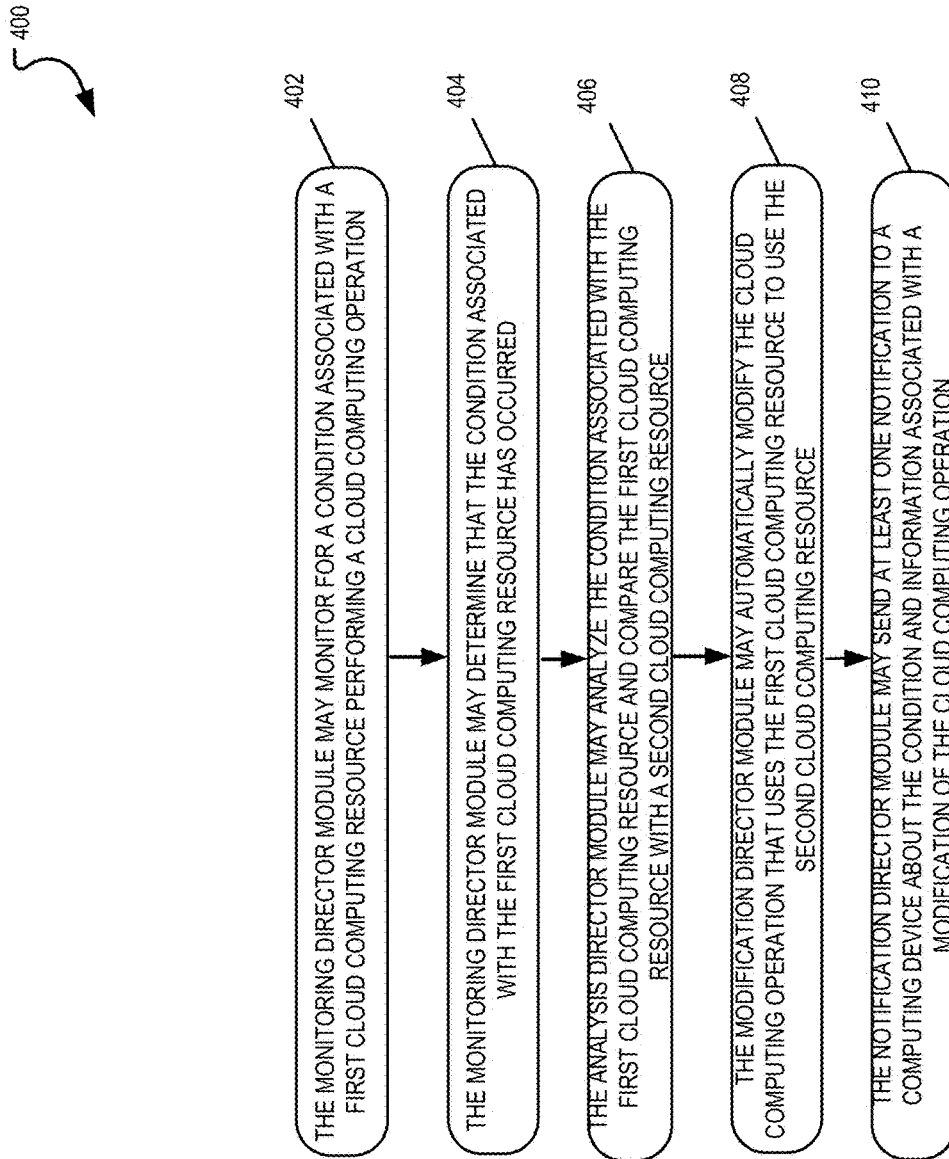 400
402
THE MONITORING DIRECTOR MODULE MAY MONITOR FOR A CONDITION ASSOCIATED WITH A
FIRST CLOUD COMPUTING RESOURCE PERFORMING A CLOUD COMPUTING OPERATION
404
THE MONITORING DIRECTOR MODULE MAY DETERMINE THAT THE CONDITION ASSOCIATED
WITH THE FIRST CLOUD COMPUTING RESOURCE HAS OCCURRED
406
THE ANALYSIS DIRECTOR MODULE MAY ANALYZE THE CONDITION ASSOCIATED WITH THE
FIRST CLOUD COMPUTING RESOURCE AND COMPARE THE FIRST CLOUD COMPUTING
RESOURCE WITH A SECOND CLOUD COMPUTING RESOURCE
408
THE MODIFICATION DIRECTOR MODULE MAY AUTOMATICALLY MODIFY THE CLOUD
COMPUTING OPERATION THAT USES THE FIRST CLOUD COMPUTING RESOURCE TO USE THE
SECOND CLOUD COMPUTING RESOURCE
410
THE NOTIFICATION DIRECTOR MODULE MAY SEND AT LEAST ONE NOTIFICATION TO A
COMPUTING DEVICE ABOUT THE CONDITION AND INFORMATION ASSOCIATED WITH A
MODIFICATION OF THE CLOUD COMPUTING OPERATION